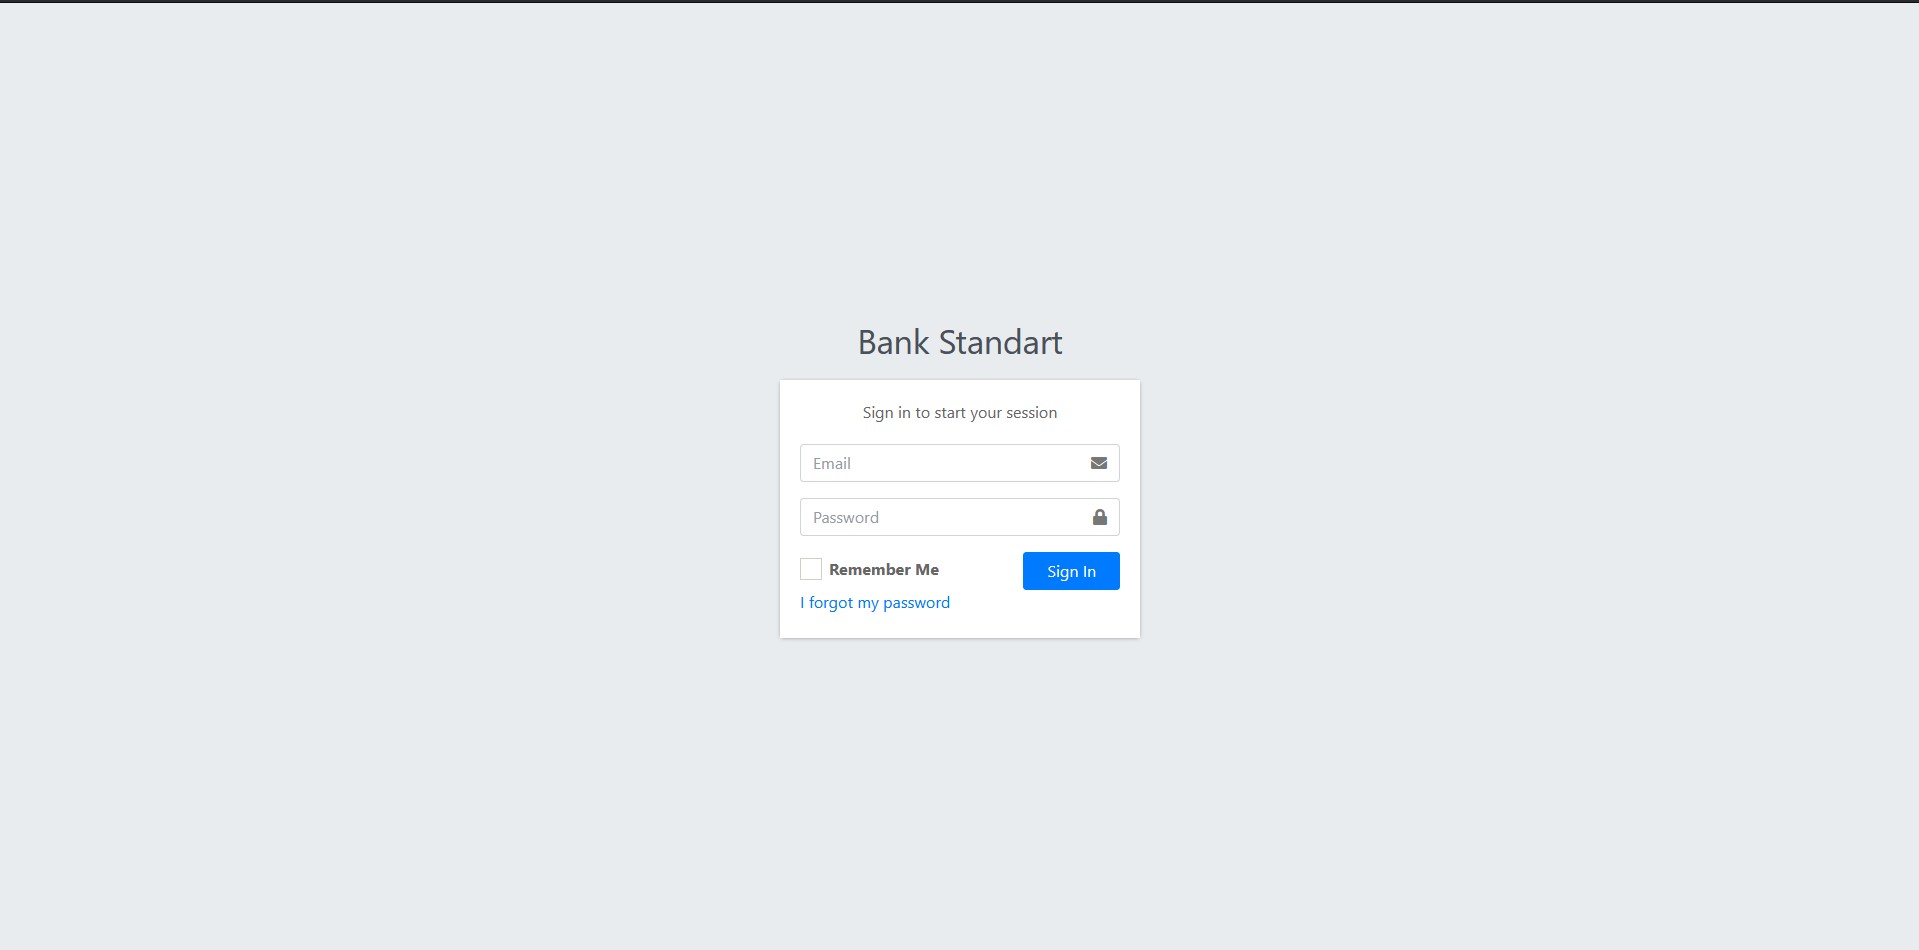 Bank Standart
Sign in to start your session
Email
Password
Remember Me
Sign In
I forgot my password